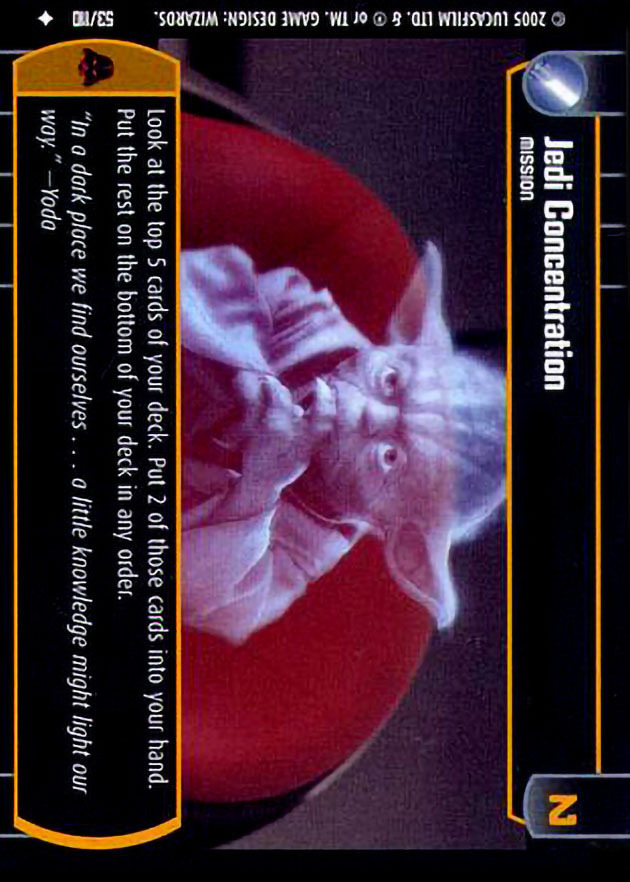 Jedi Concentration
MISSION
2
Look at the top 5 cards of your deck. Put 2 of those cards into your hand.
Put the rest on the bottom of your deck in any order.
“In a dark place we find ourselves . . . a little knowledge might light our
way.” —Yoda
© 2005 LUCASFILM LTD. & ® or TM. GAME DESIGN: WIZARDS.
53/110